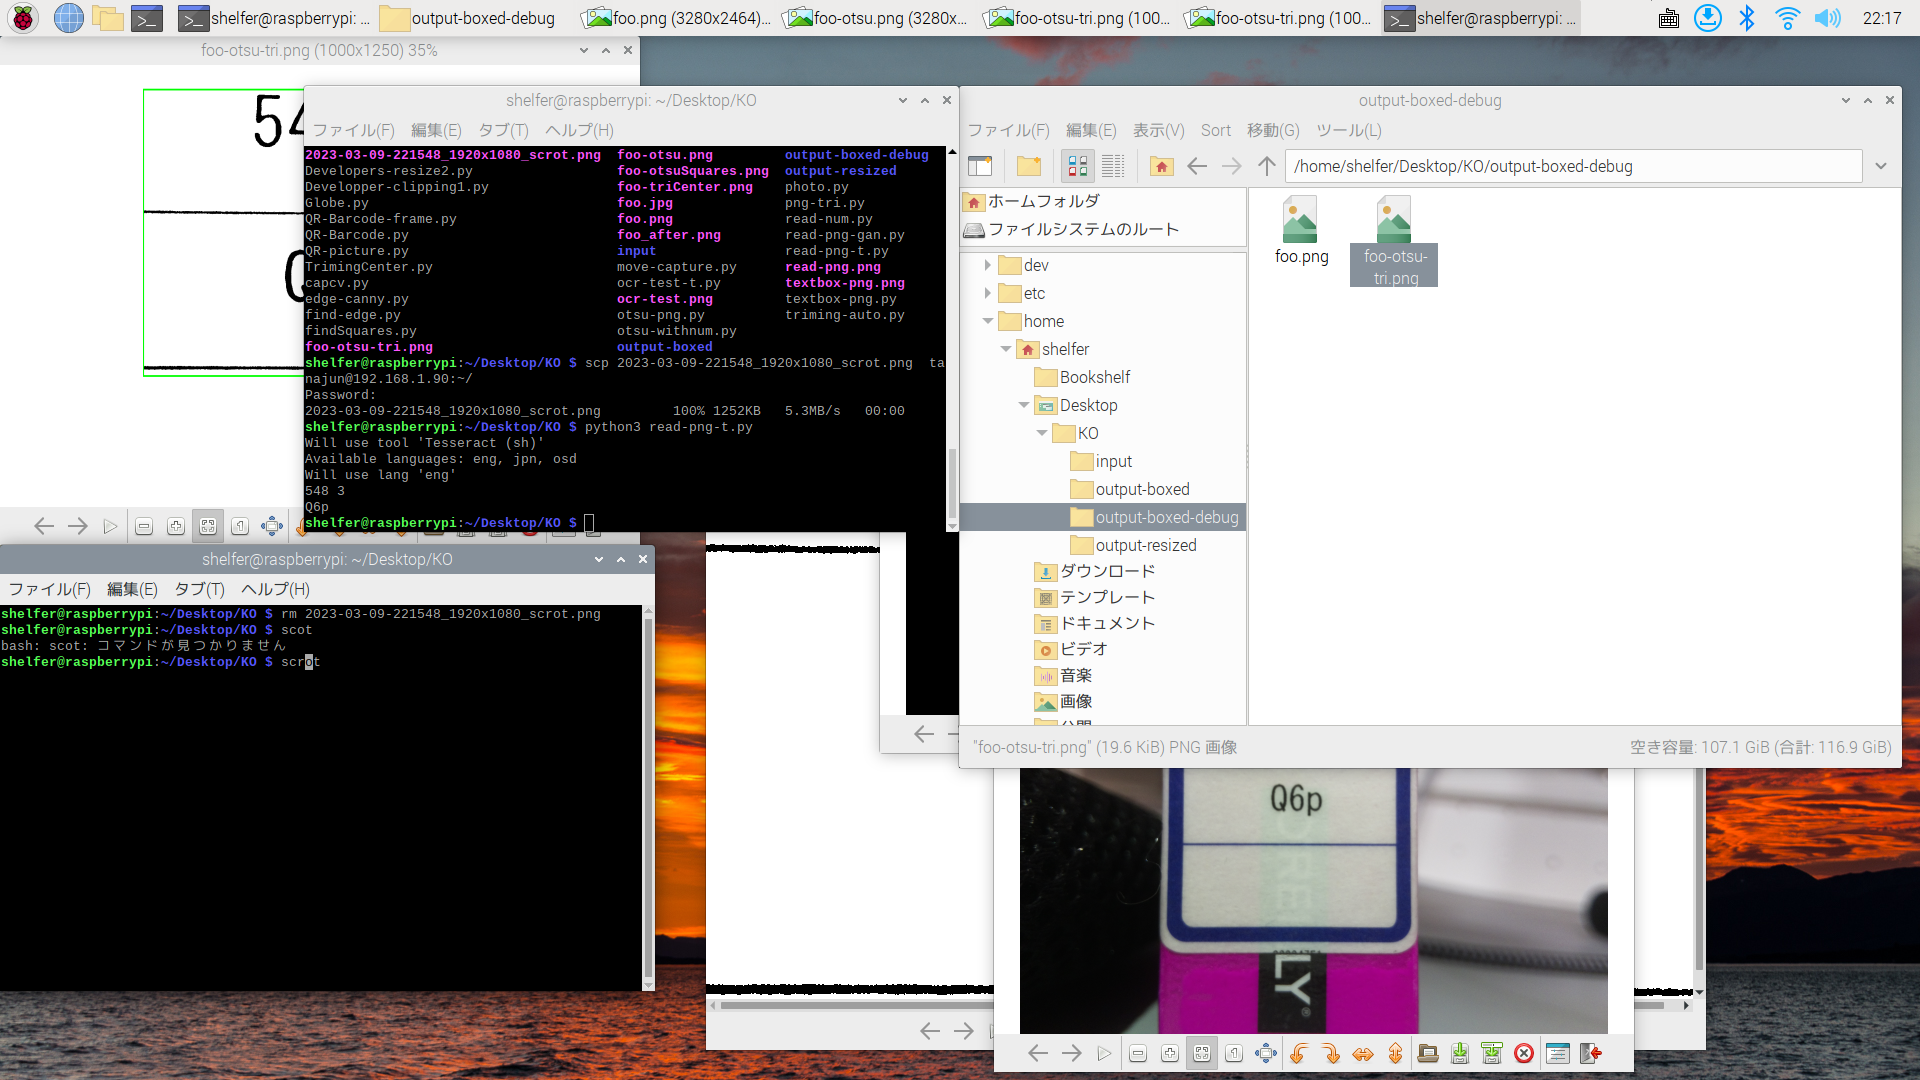 shelfer@raspberrypi: ...
output-boxed-debug
foo.png (3280x2464)...
foo-otsu.png (3280x...
foo-otsu-tri.png (100...
foo-otsu-tri.png (100...
shelfer@raspberrypi: ...
22:17
foo-otsu-tri.png (1000x1250) 35%
54
shelfer@raspberrypi: ~/Desktop/KO
ファイル(F) 編集(E) タブ(T) ヘルプ(H)
2023-03-09-221548_1920x1080_scrot.png foo-otsu.png output-boxed-debug
Developers-resize2.py foo-otsuSquares.png output-resized
Developper-clipping1.py foo-triCenter.png photo.py
Globe.py foo.jpg png-tri.py
QR-Barcode-frame.py foo.png read-num.py
QR-Barcode.py foo_after.png read-png-gan.py
QR-picture.py input read-png-t.py
TrimingCenter.py move-capture.py read-png.png
capcv.py ocr-test-t.py textbox-png.png
edge-canny.py ocr-test.png textbox-png.py
find-edge.py otsu-png.py triming-auto.py
findSquares.py otsu-withnum.py
foo-otsu-tri.png output-boxed
shelfer@raspberrypi:~/Desktop/KO $ scp 2023-03-09-221548_1920x1080_scrot.png  ta
najun@192.168.1.90:~/
Password:
2023-03-09-221548_1920x1080_scrot.png 100% 1252KB 5.3MB/s 00:00
shelfer@raspberrypi:~/Desktop/KO $ python3 read-png-t.py
Will use tool 'Tesseract (sh)'
Available languages: eng, jpn, osd
Will use lang 'eng'
548 3
Q6p
shelfer@raspberrypi:~/Desktop/KO $
shelfer@raspberrypi: ~/Desktop/KO
ファイル(F) 編集(E) タブ(T) ヘルプ(H)
shelfer@raspberrypi:~/Desktop/KO $ rm 2023-03-09-221548_1920x1080_scrot.png
shelfer@raspberrypi:~/Desktop/KO $ scot
bash: scot: コマンドが見つかりません
shelfer@raspberrypi:~/Desktop/KO $ scrot
output-boxed-debug
ファイル(F) 編集(E) 表示(V) Sort 移動(G) ツール(L)
/home/shelfer/Desktop/KO/output-boxed-debug
ホームフォルダ
ファイルシステムのルート
dev
etc
home
shelfer
Bookshelf
Desktop
KO
input
output-boxed
output-boxed-debug
output-resized
ダウンロード
テンプレート
ドキュメント
ビデオ
音楽
画像
foo.png
foo-otsu-
tri.png
"foo-otsu-tri.png" (19.6 KiB) PNG 画像
空き容量: 107.1 GiB (合計: 116.9 GiB)
Q6p
LY®